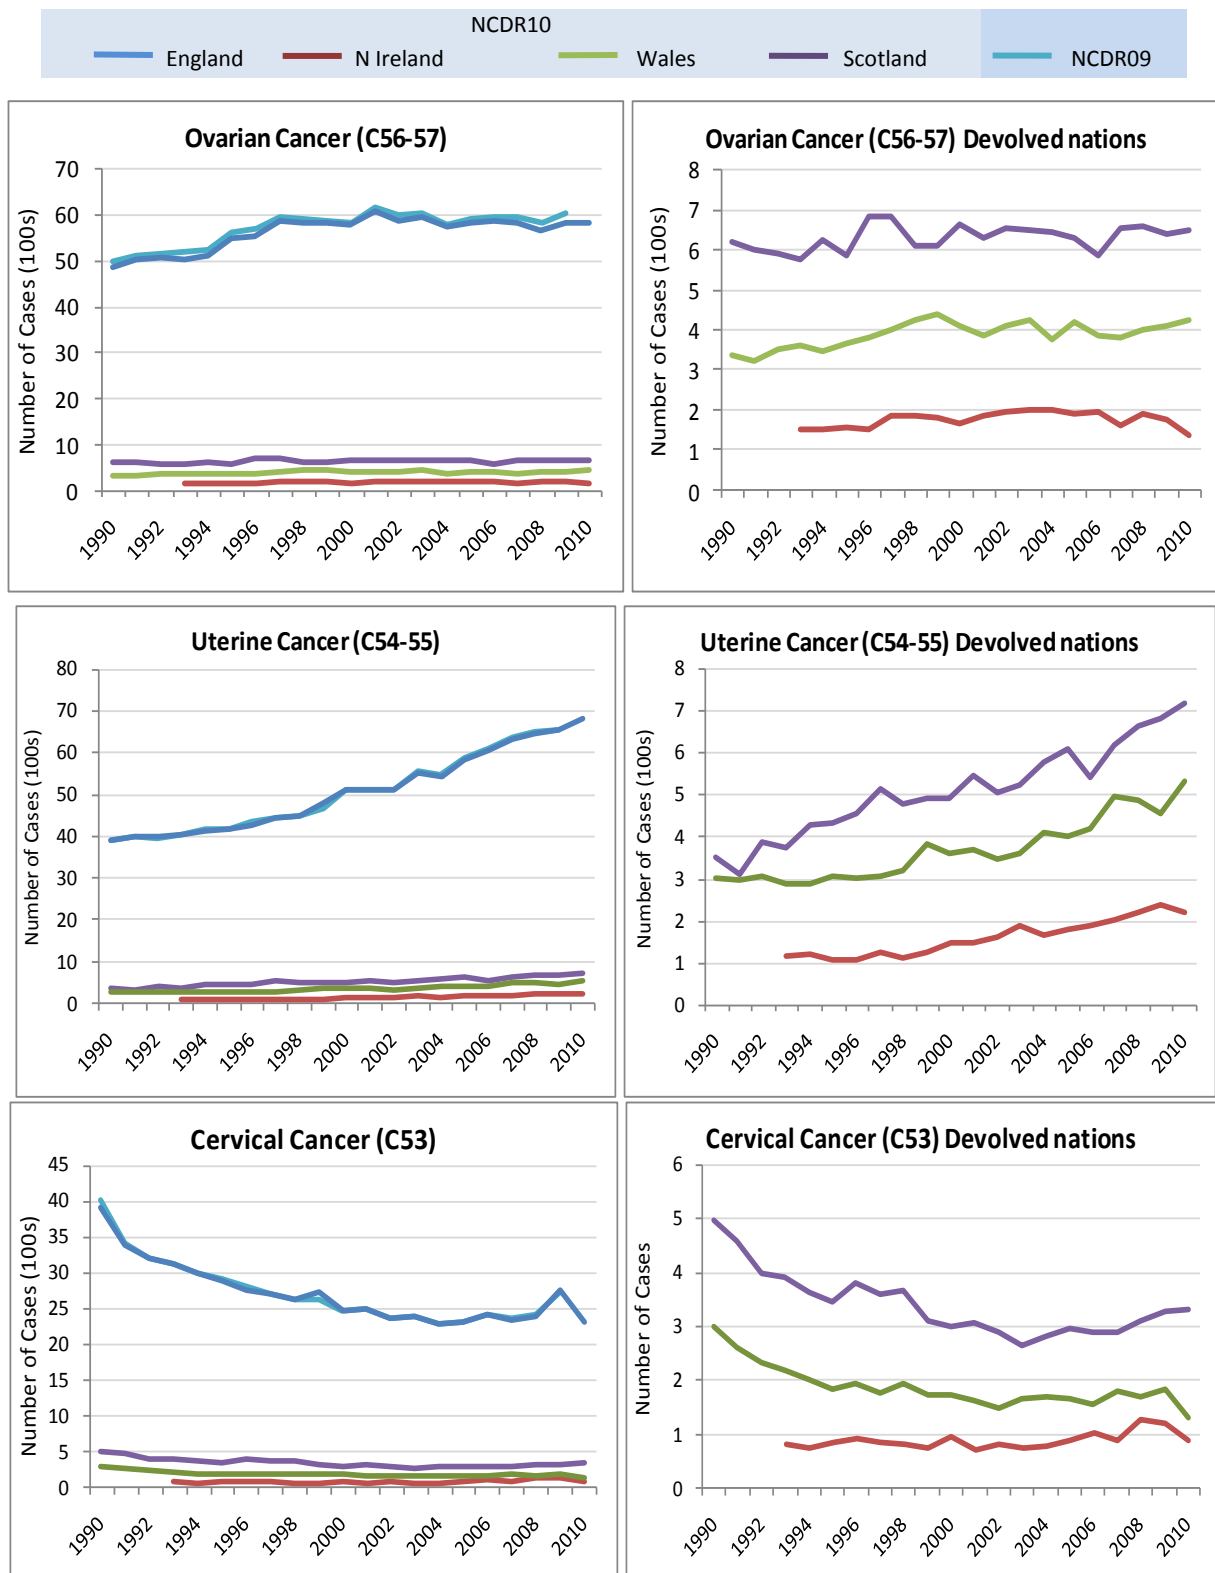 NCDR10
England N Ireland Wales Scotland NCDR09
Ovarian Cancer (C56-57)
Number of Cases (100s)
70
60
50
40
30
20
10
0
1990 1992 1994 1996 1998 2000 2002 2004 2006 2008 2010
Ovarian Cancer (C56-57) Devolved nations
Number of Cases (100s)
8
7
6
5
4
3
2
1
0
1990 1992 1994 1996 1998 2000 2002 2004 2006 2008 2010
Uterine Cancer (C54-55)
Number of Cases (100s)
80
70
60
50
40
30
20
10
0
1990 1992 1994 1996 1998 2000 2002 2004 2006 2008 2010
Uterine Cancer (C54-55) Devolved nations
Number of Cases (100s)
8
7
6
5
4
3
2
1
0
1990 1992 1994 1996 1998 2000 2002 2004 2006 2008 2010
Cervical Cancer (C53)
Number of Cases (100s)
45
40
35
30
25
20
15
10
5
0
1990 1992 1994 1996 1998 2000 2002 2004 2006 2008 2010
Cervical Cancer (C53) Devolved nations
Number of Cases
6
5
4
3
2
1
0
1990 1992 1994 1996 1998 2000 2002 2004 2006 2008 2010